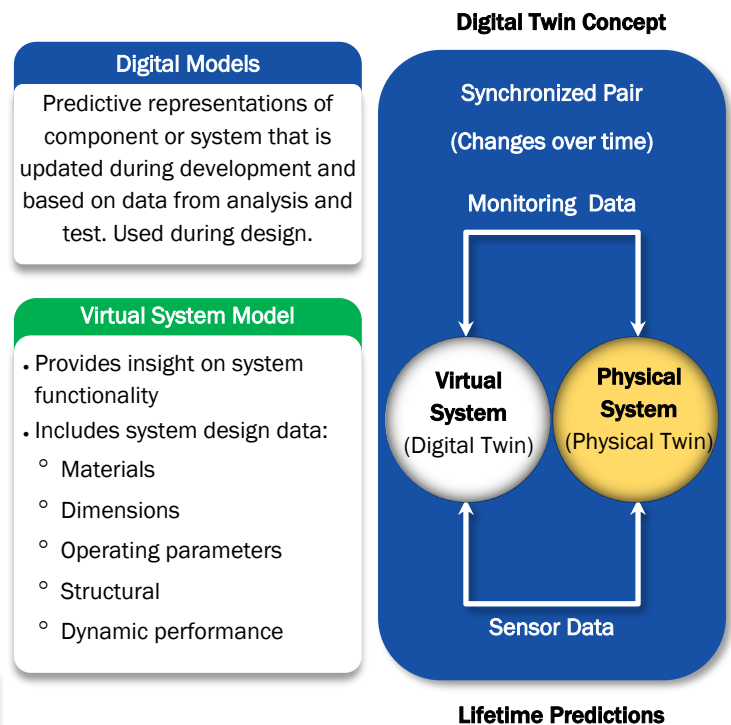 Digital Twin Concept
Digital Models
Predictive representations of
component or system that is
updated during development and
based on data from analysis and
test. Used during design.
Virtual System Model
• Provides insight on system
functionality
• Includes system design data:
° Materials
° Dimensions
° Operating parameters
° Structural
° Dynamic performance
Synchronized Pair
(Changes over time)
Monitoring Data
Virtual
System
(Digital Twin)
Physical
System
(Physical Twin)
Sensor Data
Lifetime Predictions